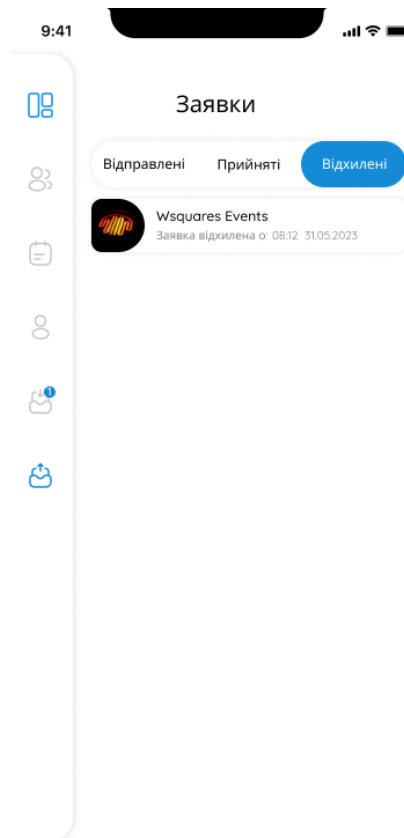 9:41
Заявки
Відправлені Прийняті Відхилені
Wsquares Events
Заявка відхилена о: 08:12 31.05.2023
1